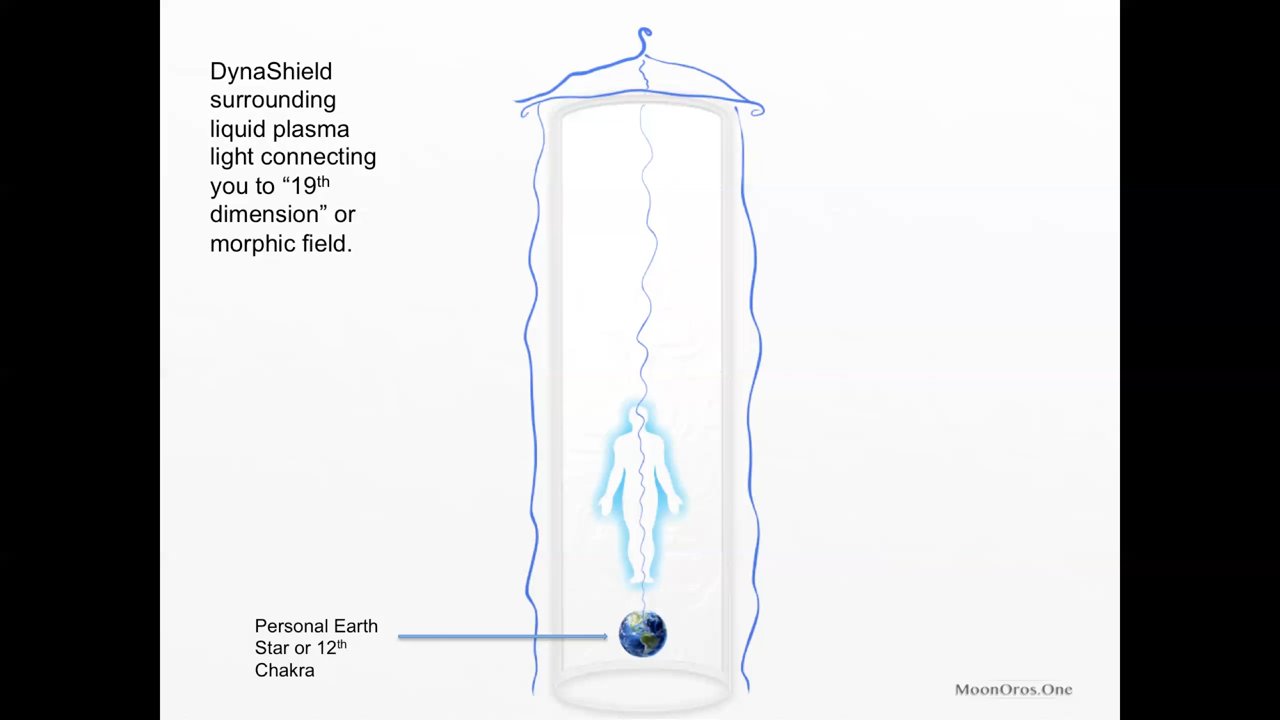 DynaShield
surrounding
liquid plasma
light connecting
you to “19th
dimension” or
morphic field.
Personal Earth
Star or 12th
Chakra
MoonOros.One